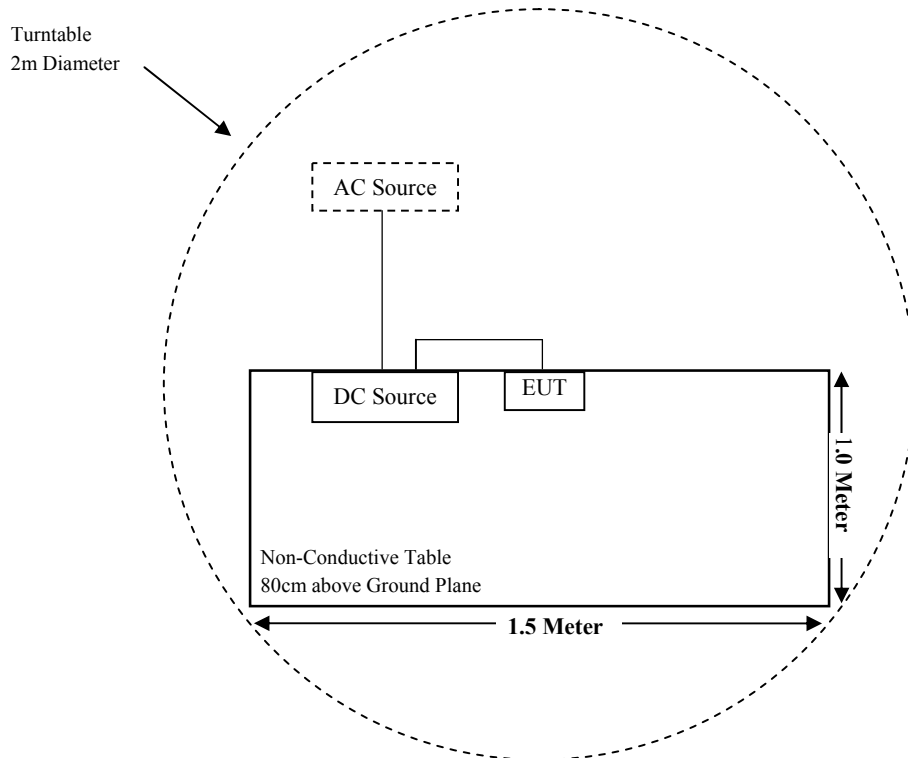 Turntable
2m Diameter
AC Source
DC Source
EUT
1.0 Meter
Non-Conductive Table
80cm above Ground Plane
1.5 Meter